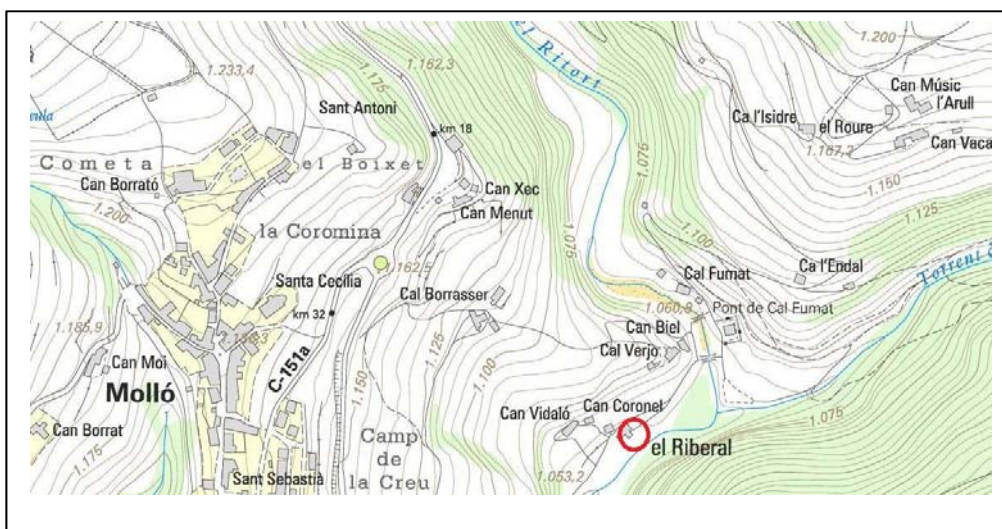 el Ritort
1.200
1.233,4
1.175
1.162,3
Can Músic
l'Arull
Sant Antoni
km 18
Ca l'Isidre
el Roure
1.075
1.167,2
Can Vaca
Cometa
el Boixet
Can Borrató
Can Xec
1.150
Can Menut
1.200
1.125
la Coromina
1.075
1.100
1.162,5
Santa Cecília
Cal Fumat
Ca l'Endal
Torrent
Cal Borrasser
Pont de Cal Fumat
1.060,8
km 32
1.185,9
1.125
Can Biel
Cal Verjo
Can Moi
C-151a
1.100
Molló
1.150
Can Vidaló
Can Coronel
1.075
Can Borrat
Camp
de
la Creu
el Riberal
1.175
1.053,2
Sant Sebastià